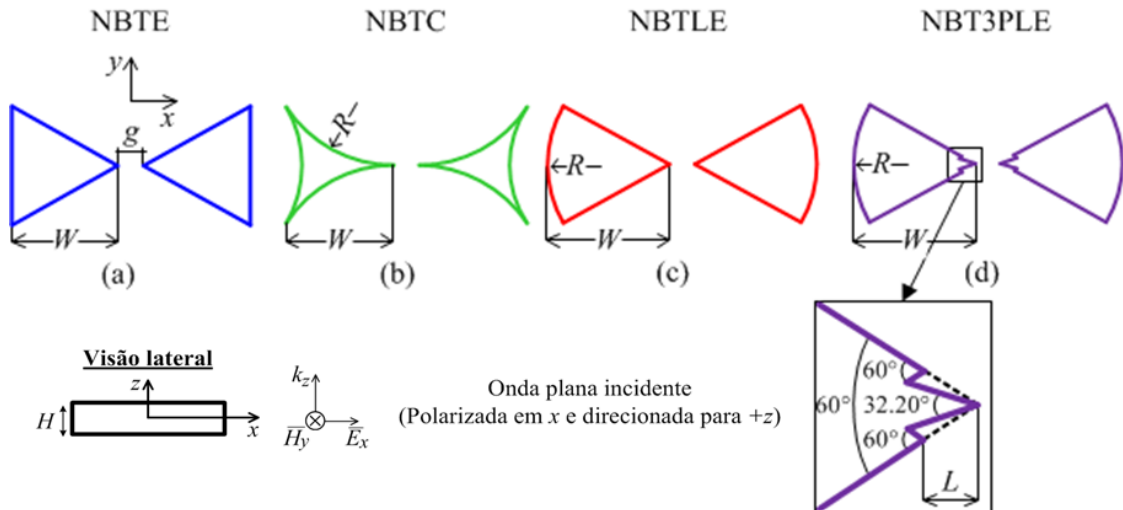 NBTE
NBTC
NBTLE
NBT3PLE
y
x
g
W
(a)
R
W
(b)
R
W
(c)
R
W
(d)
Visão lateral
z
H
x
k_z
H_y
E_x
Onda plana incidente
(Polarizada em x e direcionada para +z)
60°
60°
32.20°
60°
L